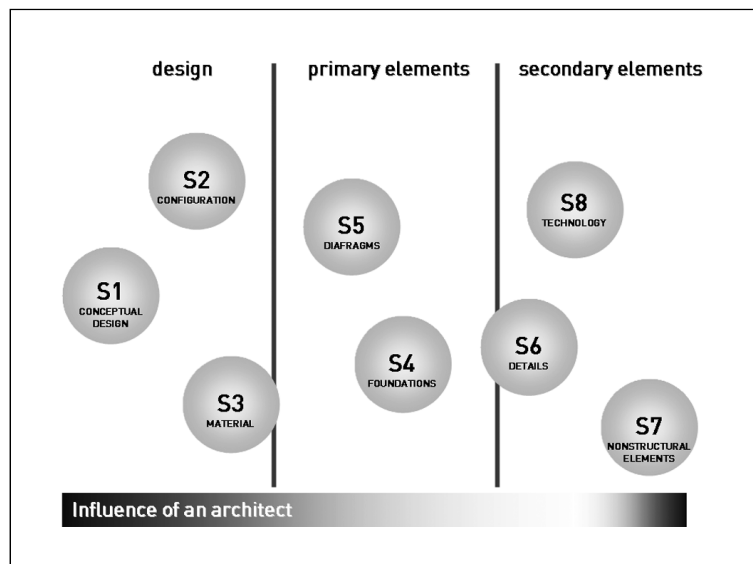 design
primary elements
secondary elements
S2
CONFIGURATION
S8
TECHNOLOGY
S5
DIAFRAGMS
S1
CONCEPTUAL
DESIGN
S6
DETAILS
S4
FOUNDATIONS
S3
MATERIAL
S7
NONSTRUCTURAL
ELEMENTS
Influence of an architect